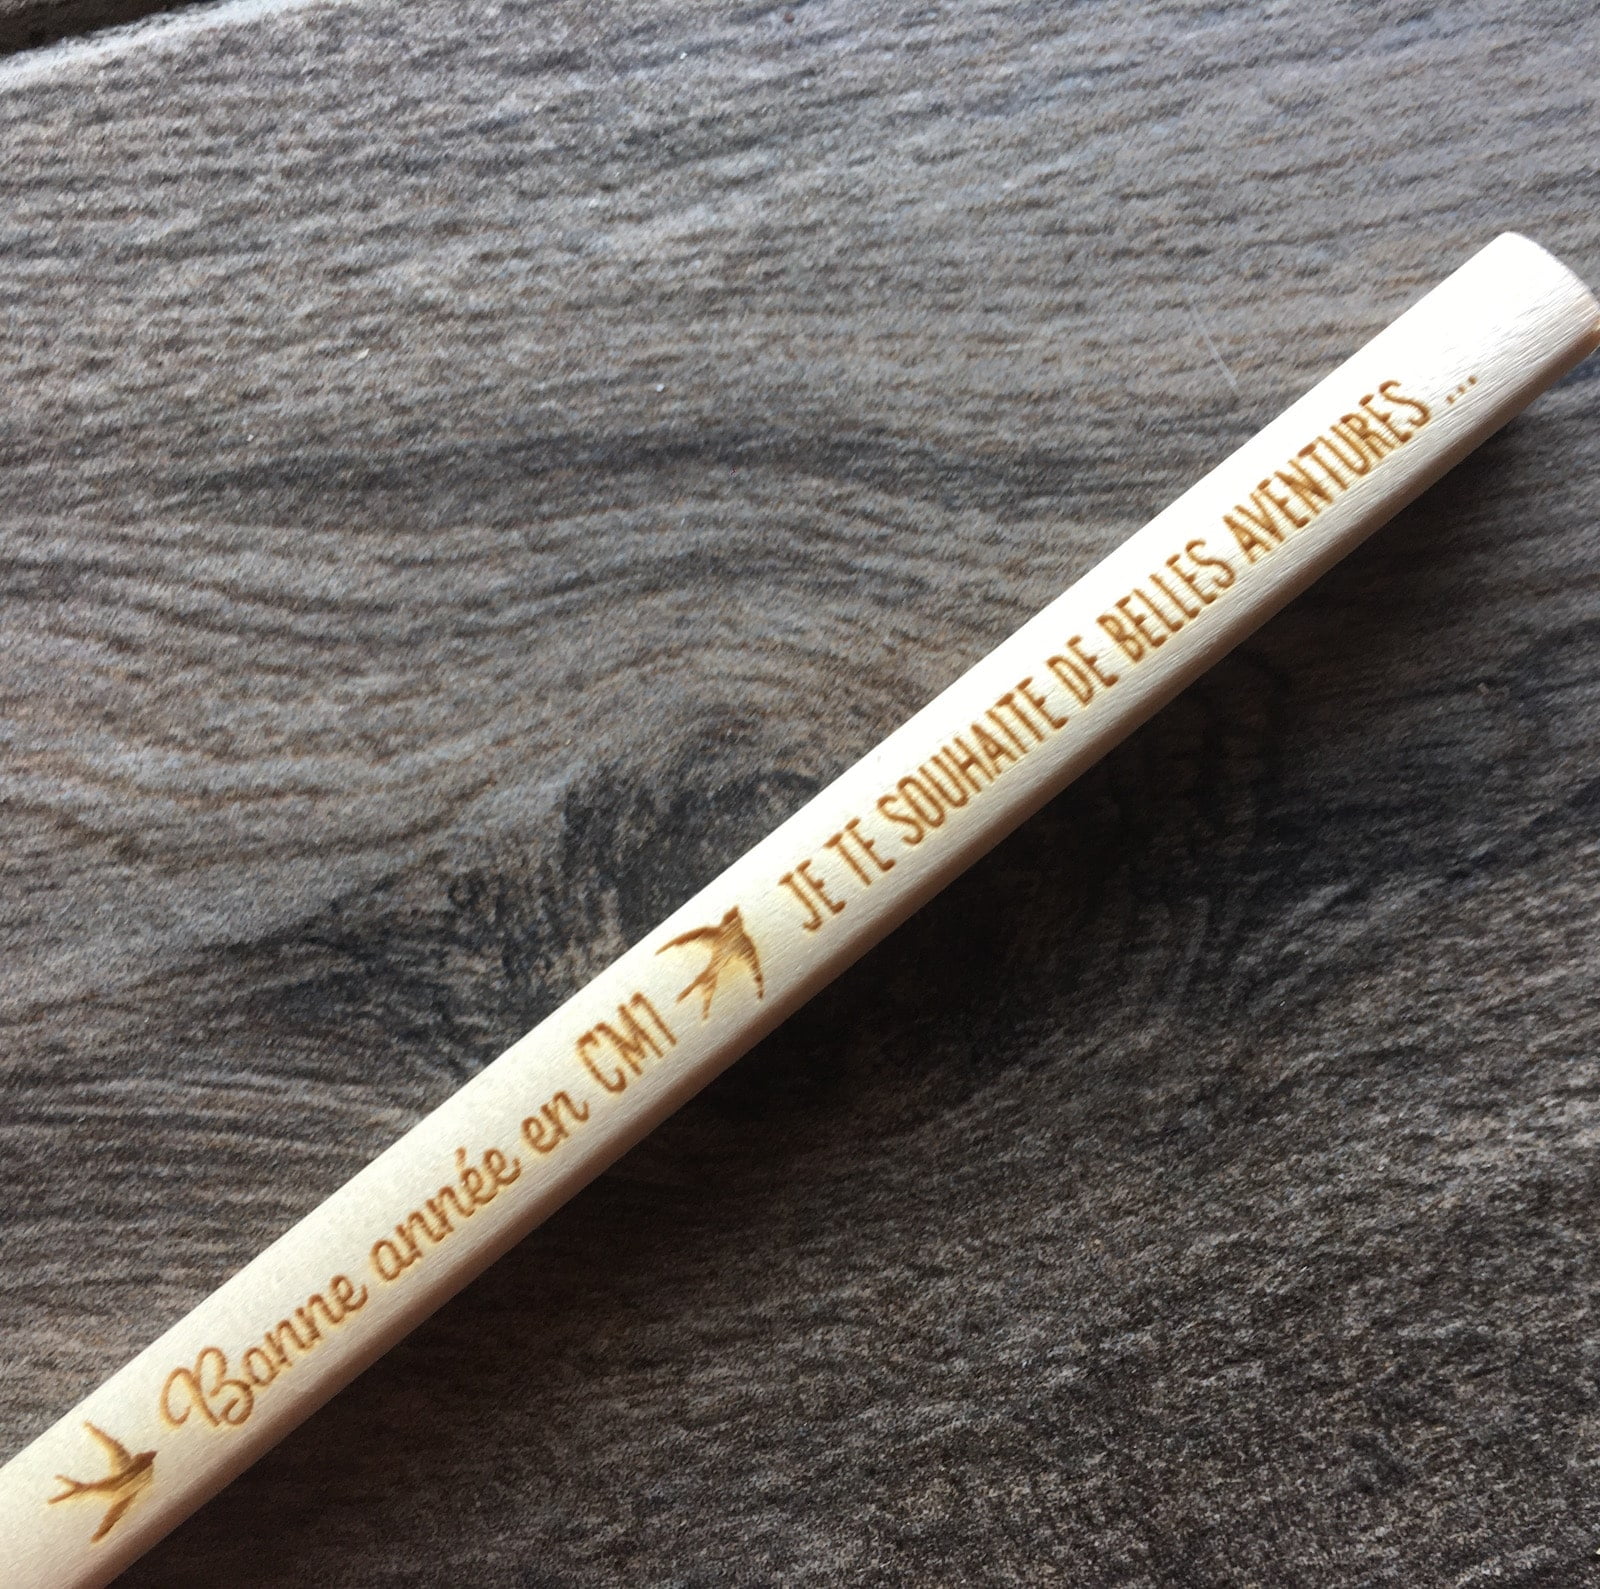 Bonne année en CM1 JE TE SOUHAITE DE BELLES AVENTURES ...